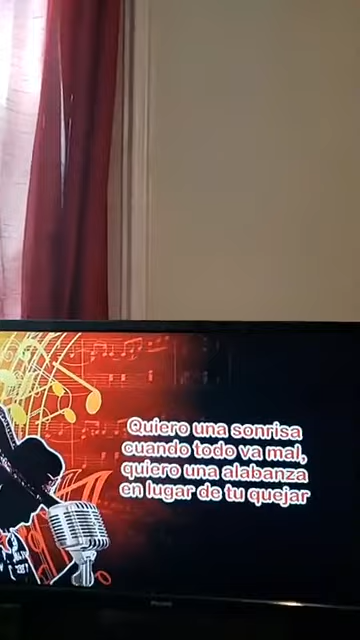 Quiero una sonrisa
cuando todo va mal,
quiero una alabanza
en lugar de tu quejar